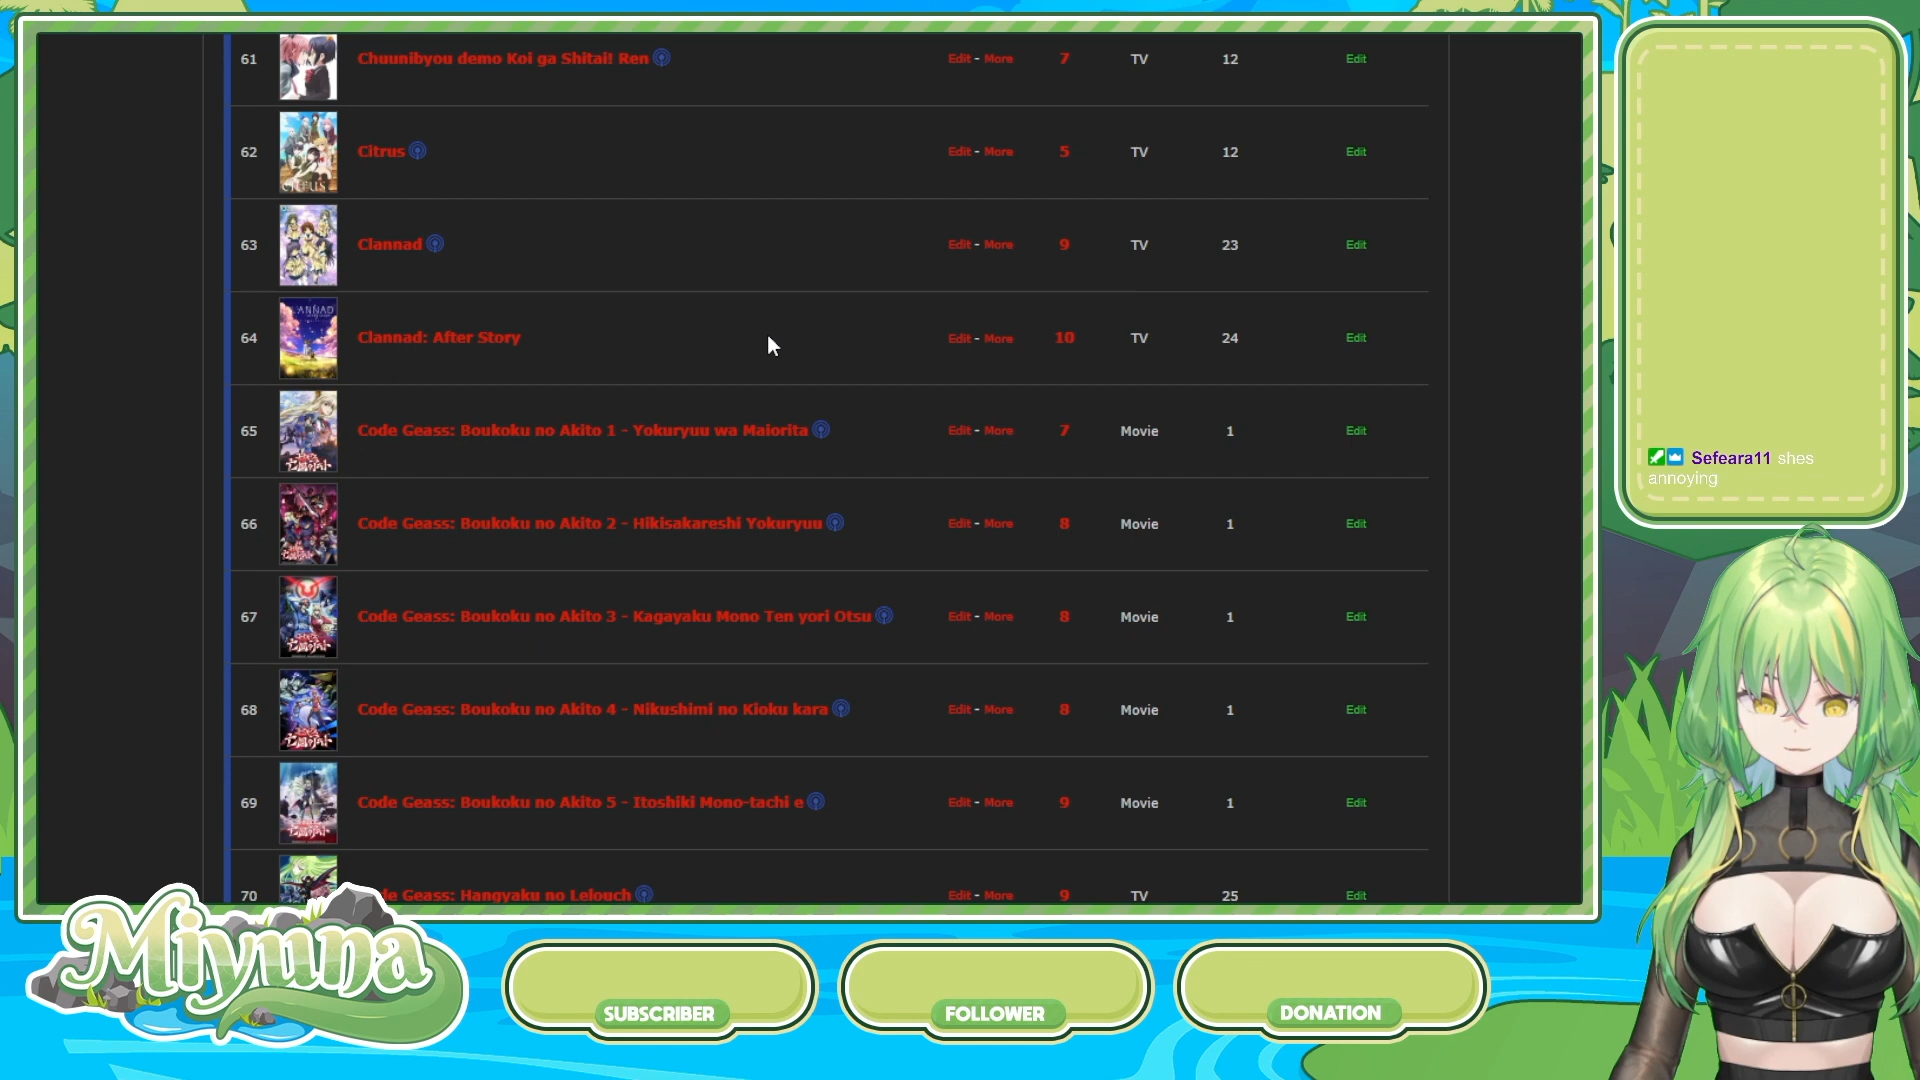 61 Chuunibyou demo Koi ga Shitai! Ren Edit - More 7 TV 12 Edit
62 Citrus Edit - More 5 TV 12 Edit
CITRUS
63 Clannad Edit - More 9 TV 23 Edit
64 Clannad: After Story Edit - More 10 TV 24 Edit
CLANNAD
65 Code Geass: Boukoku no Akito 1 - Yokuryuu wa Maiorita Edit - More 7 Movie 1 Edit
66 Code Geass: Boukoku no Akito 2 - Hikisakareshi Yokuryuu Edit - More 8 Movie 1 Edit
67 Code Geass: Boukoku no Akito 3 - Kagayaku Mono Ten yori Otsu Edit - More 8 Movie 1 Edit
68 Code Geass: Boukoku no Akito 4 - Nikushimi no Kioku kara Edit - More 8 Movie 1 Edit
69 Code Geass: Boukoku no Akito 5 - Itoshiki Mono-tachi e Edit - More 9 Movie 1 Edit
70 de Geass: Hangyaku no Lelouch Edit - More 9 TV 25 Edit
Sefeara11 shes
annoying
Miyuna
SUBSCRIBER
FOLLOWER
DONATION